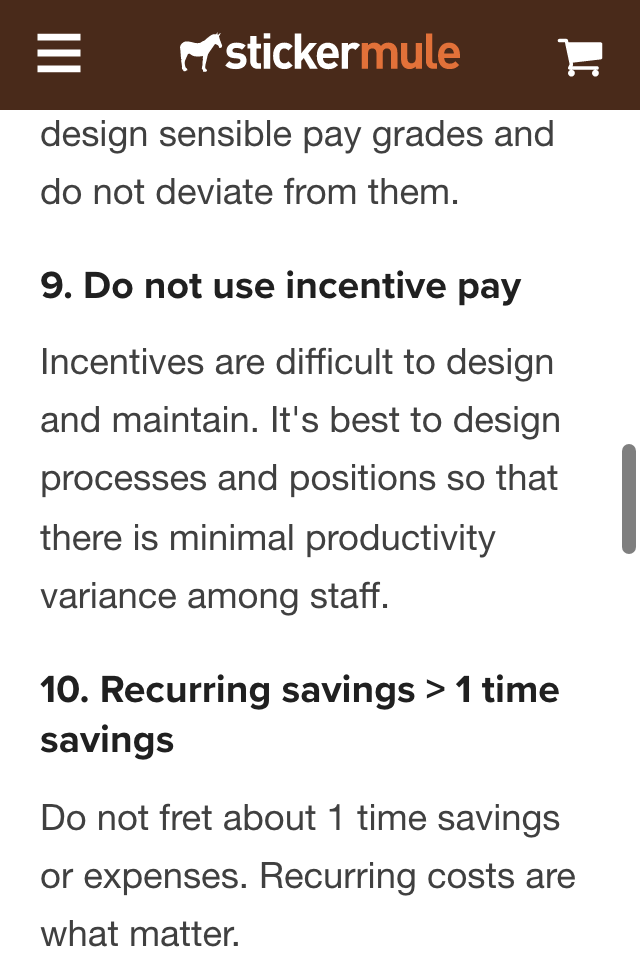 stickermule
design sensible pay grades and
do not deviate from them.
9. Do not use incentive pay
Incentives are difficult to design
and maintain. It's best to design
processes and positions so that
there is minimal productivity
variance among staff.
10. Recurring savings > 1 time
savings
Do not fret about 1 time savings
or expenses. Recurring costs are
what matter.